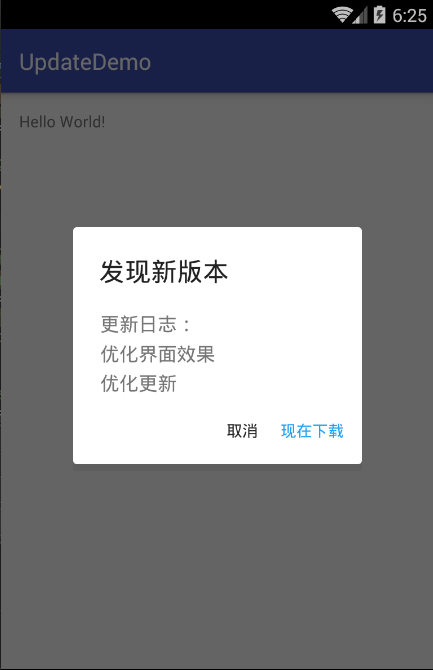 6:25
UpdateDemo
Hello World!
发现新版本
更新日志：
优化界面效果
优化更新
取消 现在下载